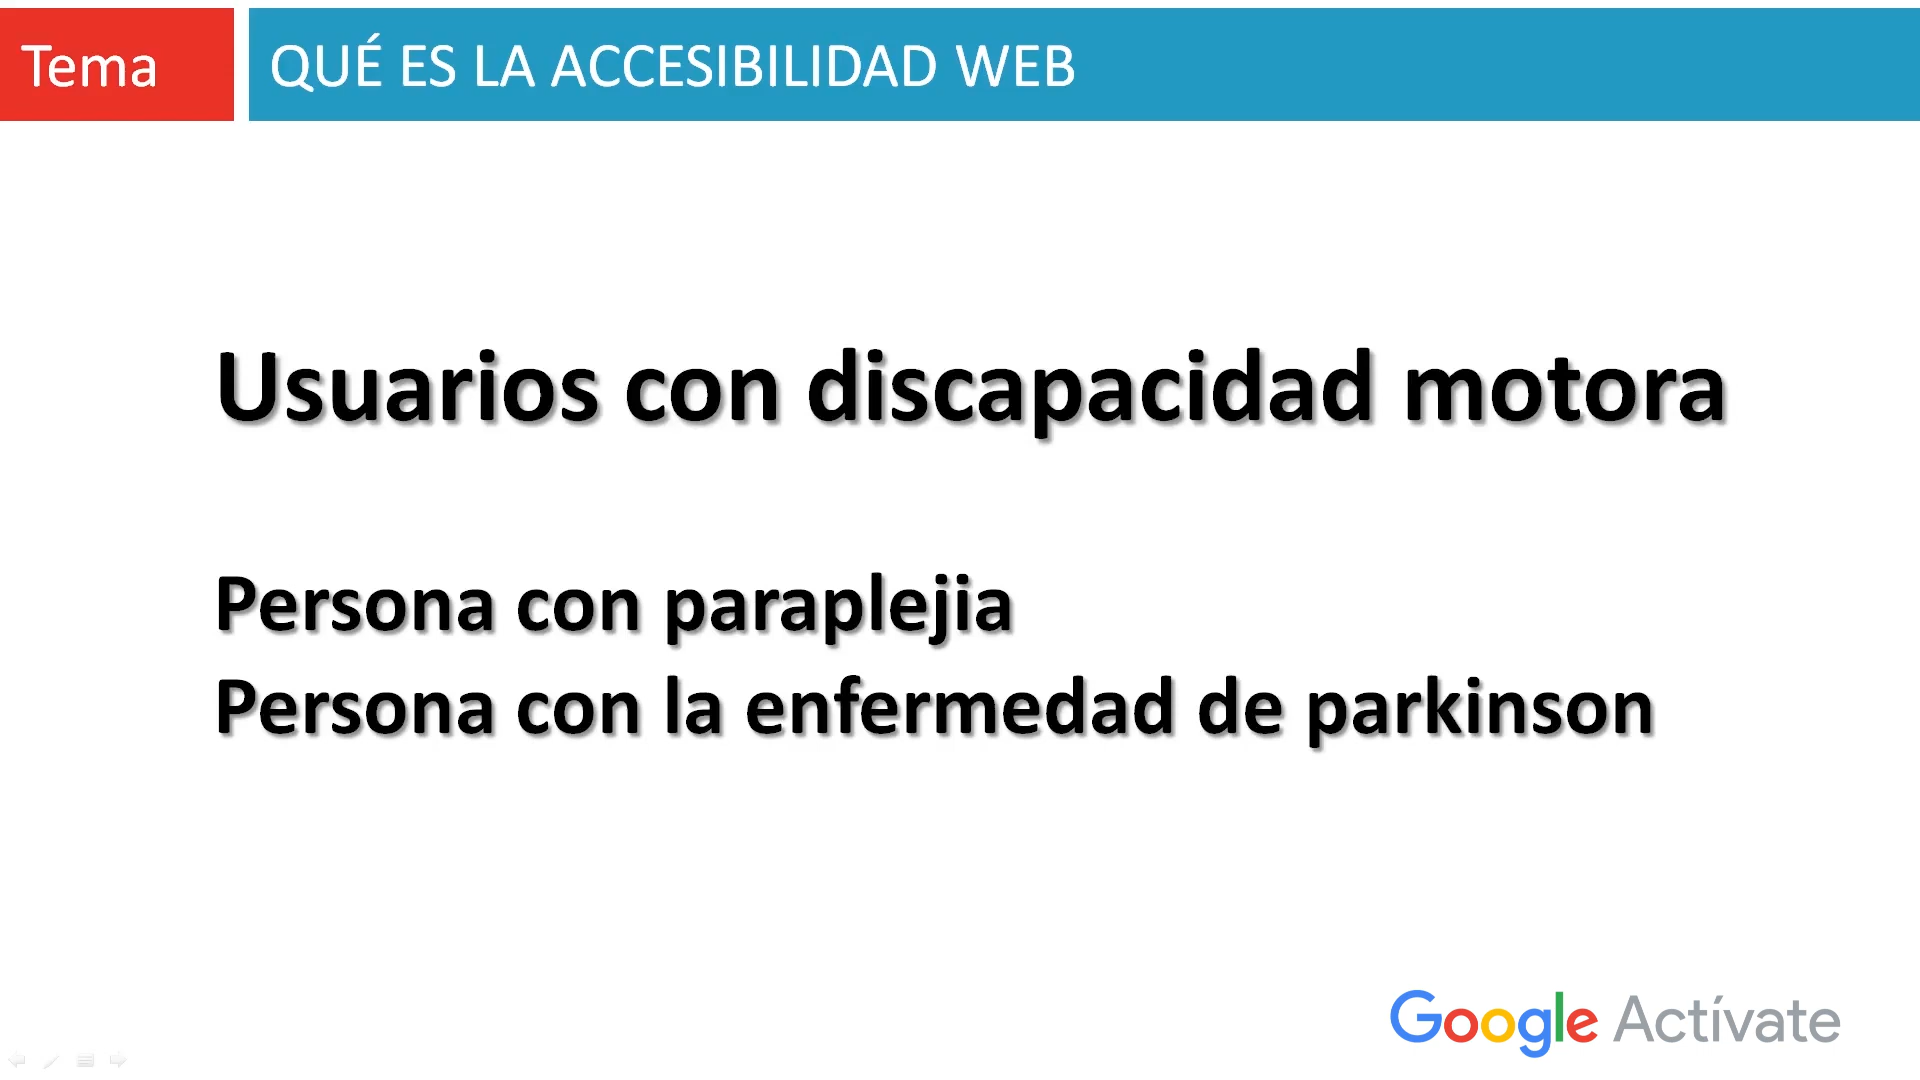 Tema
QUÉ ES LA ACCESIBILIDAD WEB
Usuarios con discapacidad motora
Persona con paraplejia
Persona con la enfermedad de parkinson
Google Actívate